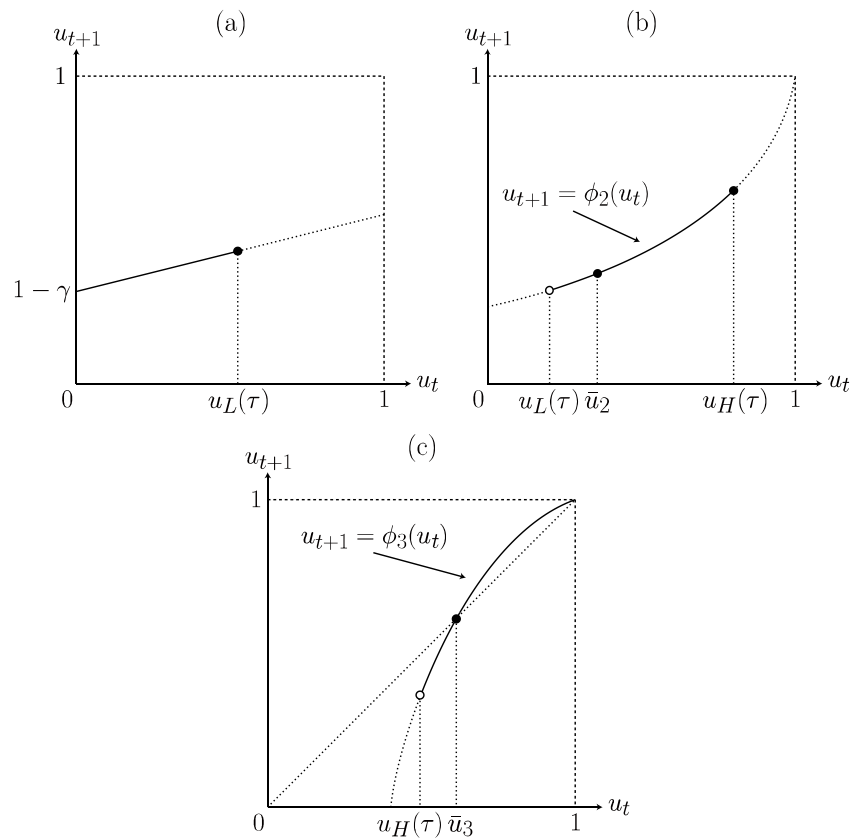 (a)
u_{t+1}
1
1 − γ
0
u_L(τ)
1
u_t
(b)
u_{t+1}
1
u_{t+1} = ϕ_2(u_t)
0
u_L(τ) ū_2
u_H(τ)
1
u_t
(c)
u_{t+1}
1
u_{t+1} = ϕ_3(u_t)
0
u_H(τ) ū_3
1
u_t